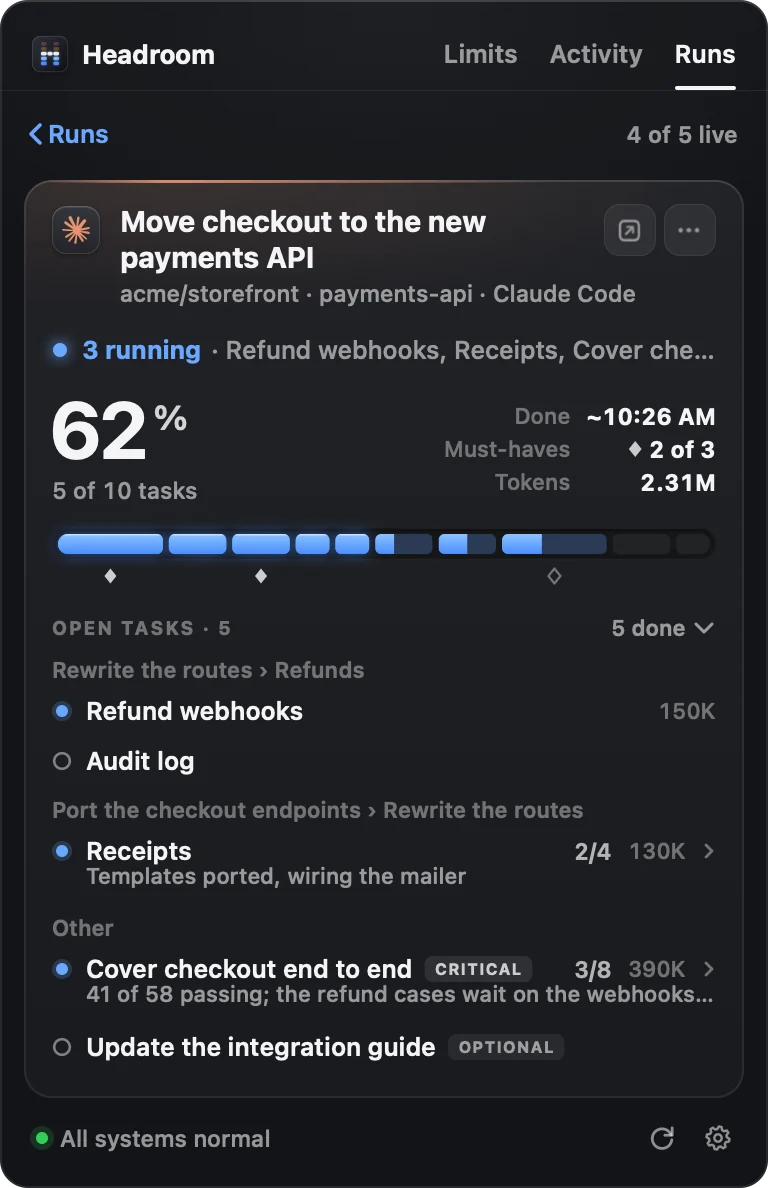 Headroom Limits Activity Runs
Runs 4 of 5 live
Move checkout to the new
payments API
acme/storefront · payments-api · Claude Code
3 running · Refund webhooks, Receipts, Cover che...
62% Done ~10:26 AM
Must-haves ♦ 2 of 3
5 of 10 tasks Tokens 2.31M
OPEN TASKS · 5 5 done
Rewrite the routes › Refunds
Refund webhooks 150K
Audit log
Port the checkout endpoints › Rewrite the routes
Receipts 2/4 130K
Templates ported, wiring the mailer
Other
Cover checkout end to end CRITICAL 3/8 390K
41 of 58 passing; the refund cases wait on the webhooks...
Update the integration guide OPTIONAL
All systems normal